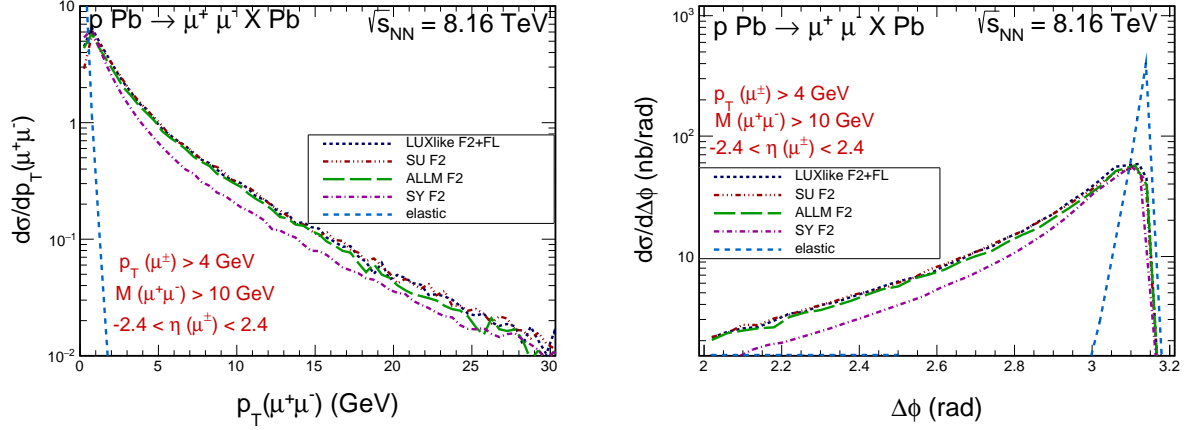 p Pb → μ⁺ μ⁻ X Pb
√s_NN = 8.16 TeV
dσ/dp_T(μ⁺μ⁻)
10
1
10⁻¹
10⁻²
LUXlike F2+FL
SU F2
ALLM F2
SY F2
elastic
p_T (μ^±) > 4 GeV
M (μ⁺μ⁻) > 10 GeV
-2.4 < η (μ^±) < 2.4
0 5 10 15 20 25 30
p_T(μ⁺μ⁻) (GeV)
p Pb → μ⁺ μ⁻ X Pb
√s_NN = 8.16 TeV
dσ/dΔϕ (nb/rad)
10³
10²
10
p_T (μ^±) > 4 GeV
M (μ⁺μ⁻) > 10 GeV
-2.4 < η (μ^±) < 2.4
LUXlike F2+FL
SU F2
ALLM F2
SY F2
elastic
2 2.2 2.4 2.6 2.8 3 3.2
Δϕ (rad)